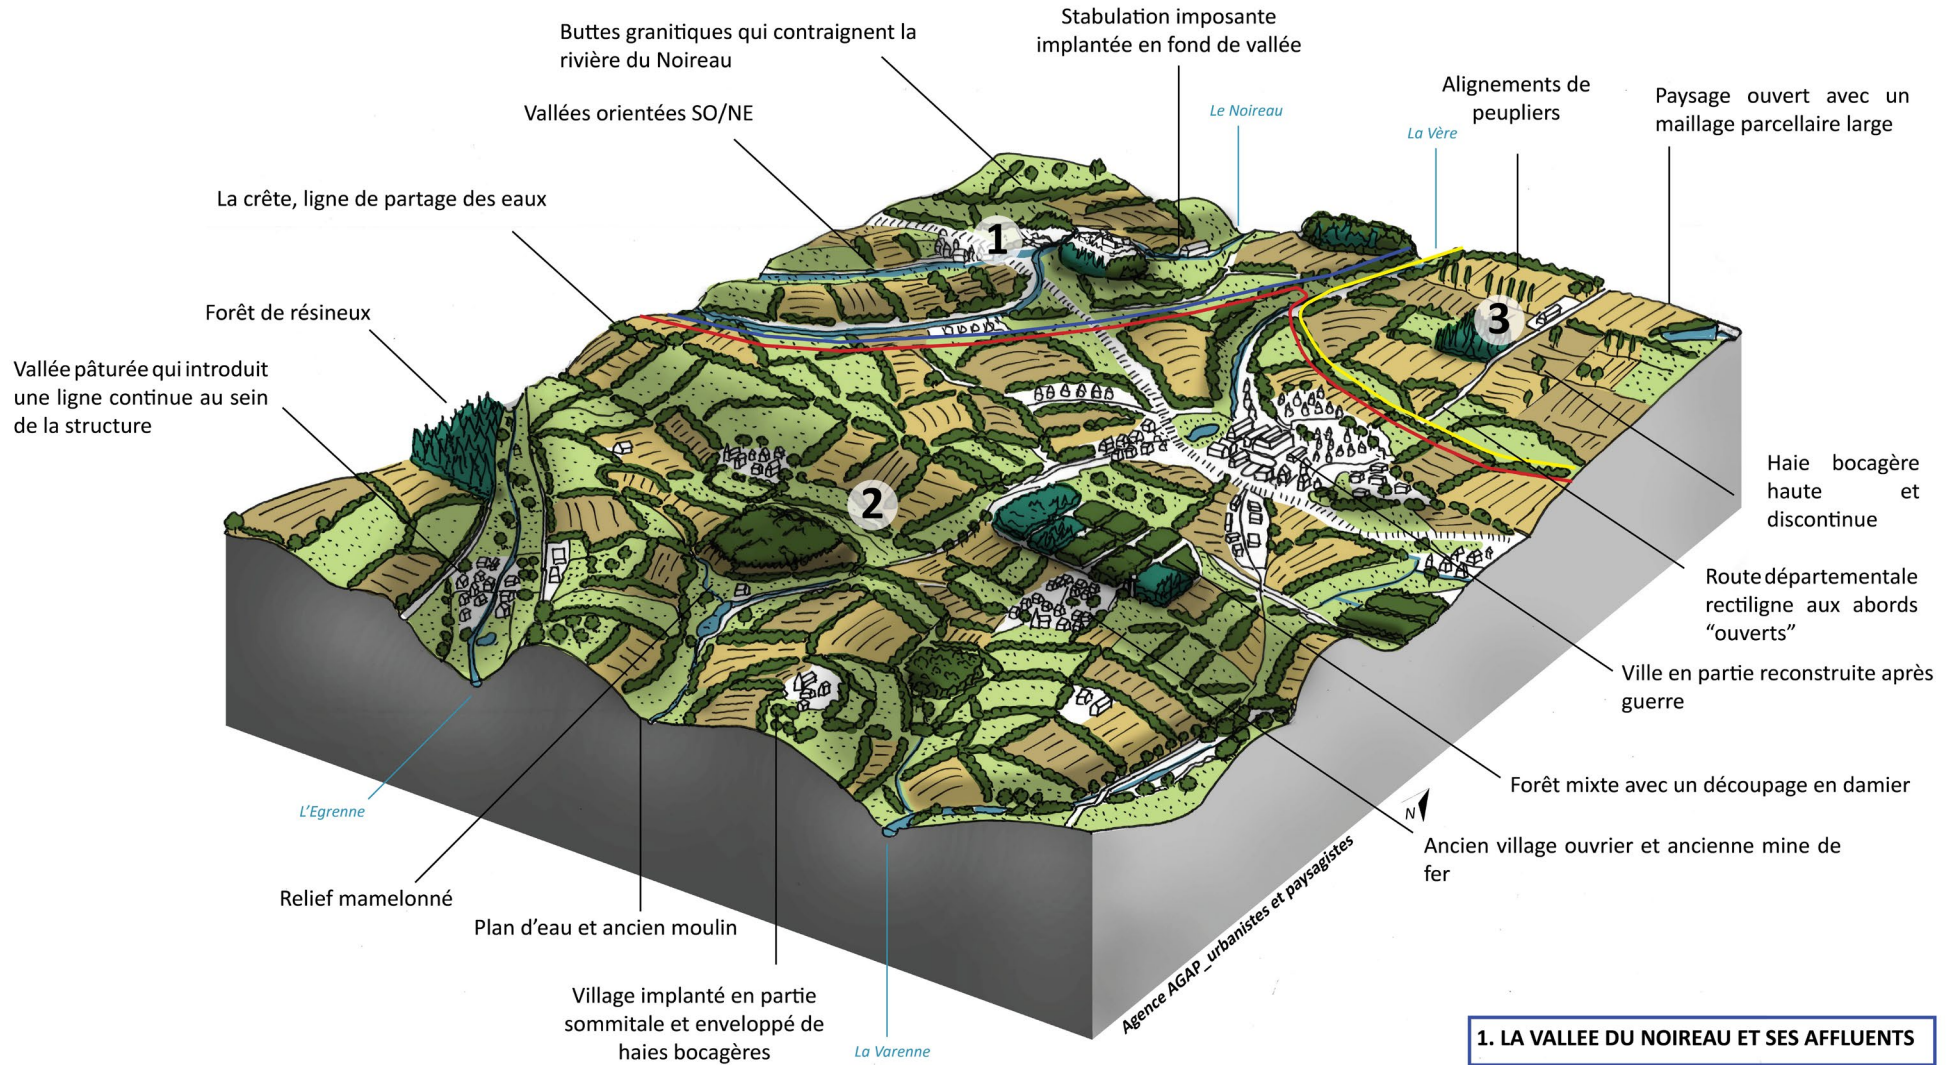 Buttes granitiques qui contraignent la
rivière du Noireau
Stabulation imposante
implantée en fond de vallée
Vallées orientées SO/NE
Le Noireau
La Vère
Alignements de
peupliers
Paysage ouvert avec un
maillage parcellaire large
La crête, ligne de partage des eaux
Forêt de résineux
Vallée pâturée qui introduit
une ligne continue au sein
de la structure
1
2
3
Haie bocagère
haute et
discontinue
Route départementale
rectiligne aux abords
“ouverts”
Ville en partie reconstruite après
guerre
Forêt mixte avec un découpage en damier
Ancien village ouvrier et ancienne mine de
fer
N
Agence AGAP_urbanistes et paysagistes
L’Egrenne
Relief mamelonné
Plan d’eau et ancien moulin
Village implanté en partie
sommitale et enveloppé de
haies bocagères
La Varenne
1. LA VALLEE DU NOIREAU ET SES AFFLUENTS